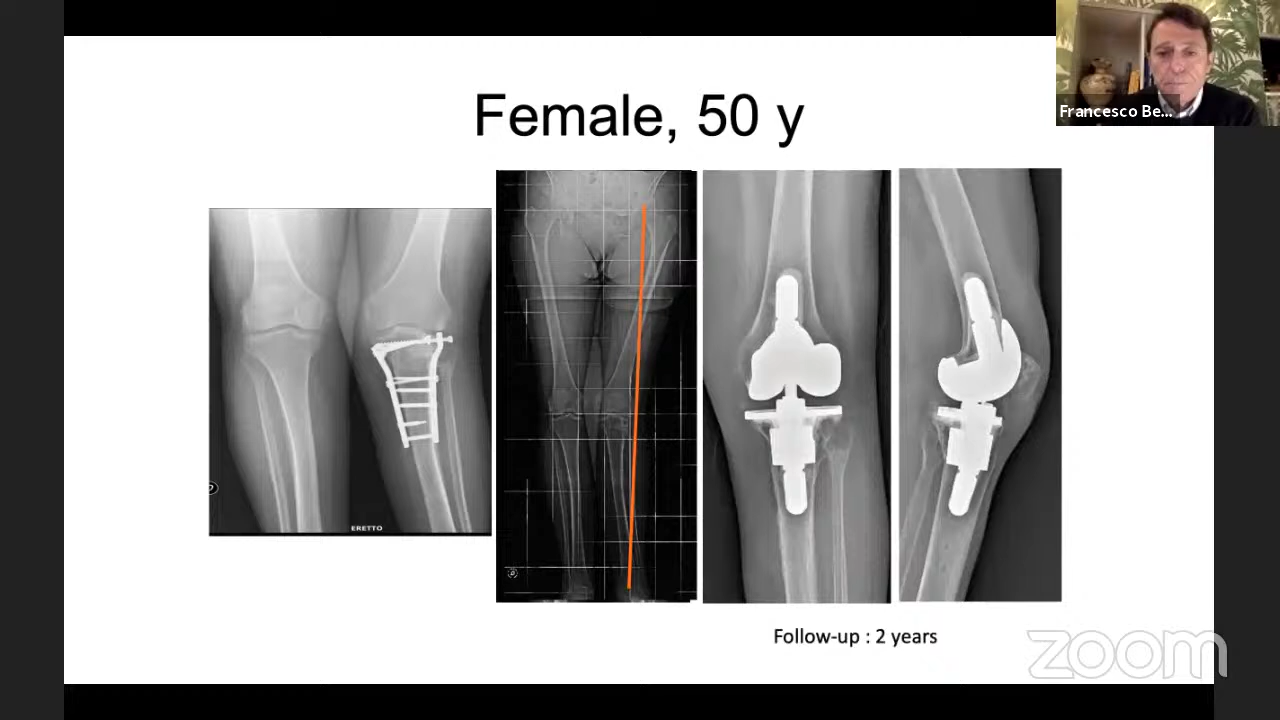 Female, 50 y
Francesco Be...
ERETTO
Follow-up : 2 years
zoom